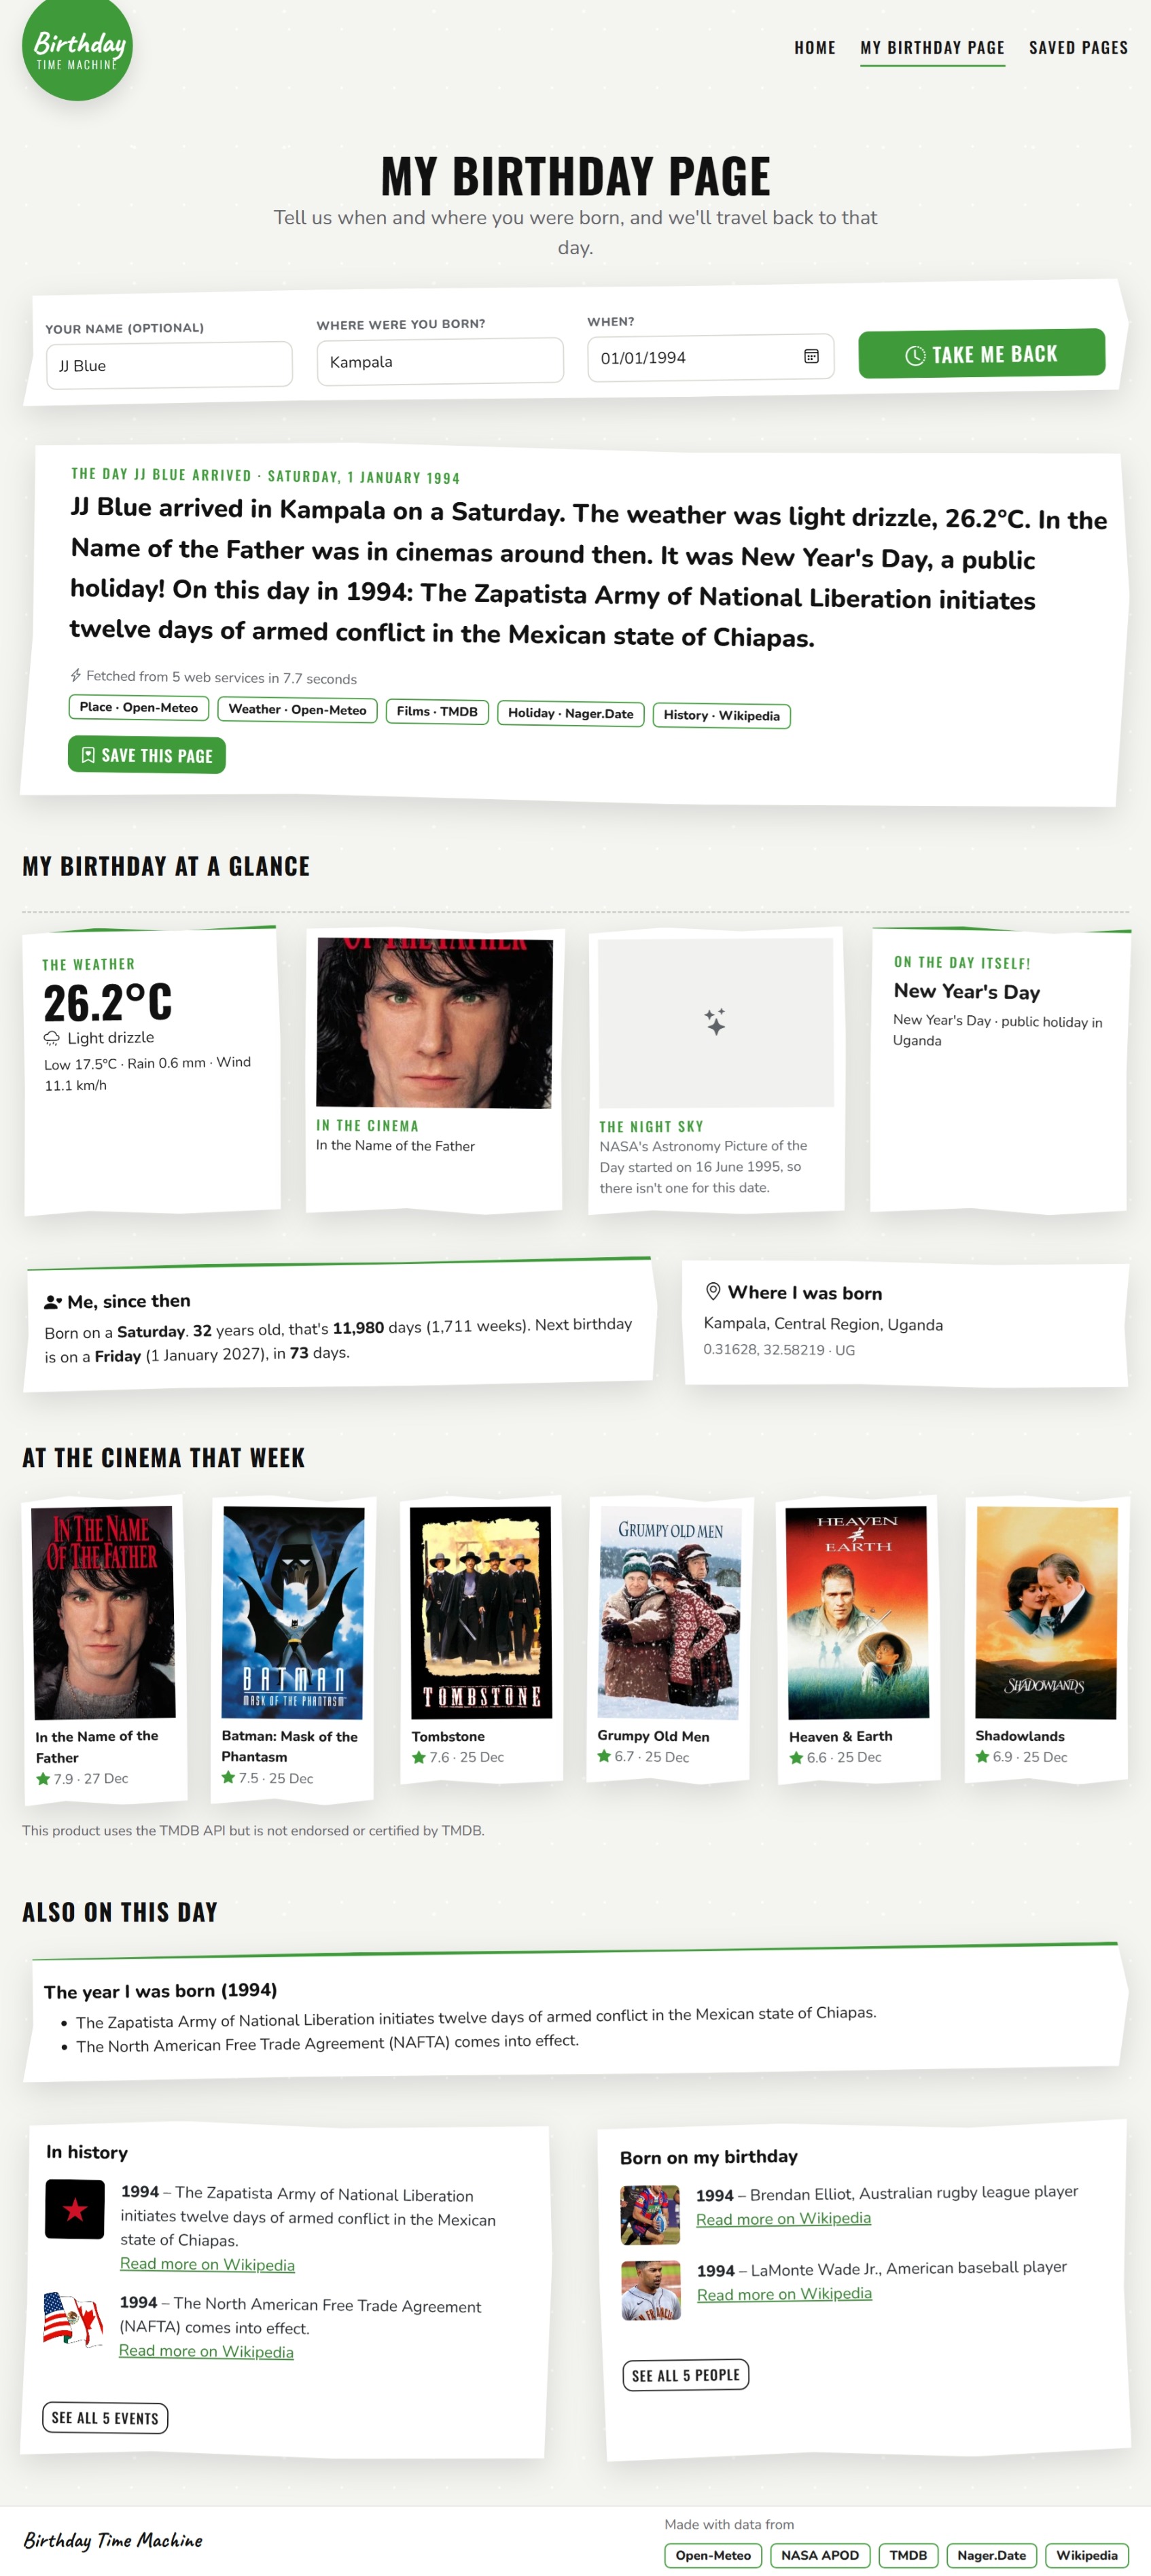 Birthday
TIME MACHINE
HOME
MY BIRTHDAY PAGE
SAVED PAGES
MY BIRTHDAY PAGE
Tell us when and where you were born, and we'll travel back to that
day.
YOUR NAME (OPTIONAL)
JJ Blue
WHERE WERE YOU BORN?
Kampala
WHEN?
01/01/1994
TAKE ME BACK
THE DAY JJ BLUE ARRIVED · SATURDAY, 1 JANUARY 1994
JJ Blue arrived in Kampala on a Saturday. The weather was light drizzle, 26.2°C. In the
Name of the Father was in cinemas around then. It was New Year's Day, a public
holiday! On this day in 1994: The Zapatista Army of National Liberation initiates
twelve days of armed conflict in the Mexican state of Chiapas.
Fetched from 5 web services in 7.7 seconds
Place · Open-Meteo
Weather · Open-Meteo
Films · TMDB
Holiday · Nager.Date
History · Wikipedia
SAVE THIS PAGE
MY BIRTHDAY AT A GLANCE
THE WEATHER
26.2°C
Light drizzle
Low 17.5°C · Rain 0.6 mm · Wind
11.1 km/h
OF THE FATHER
IN THE CINEMA
In the Name of the Father
THE NIGHT SKY
NASA's Astronomy Picture of the
Day started on 16 June 1995, so
there isn't one for this date.
ON THE DAY ITSELF!
New Year's Day
New Year's Day · public holiday in
Uganda
Me, since then
Born on a Saturday. 32 years old, that's 11,980 days (1,711 weeks). Next birthday
is on a Friday (1 January 2027), in 73 days.
Where I was born
Kampala, Central Region, Uganda
0.31628, 32.58219 · UG
AT THE CINEMA THAT WEEK
IN THE NAME
OF THE FATHER
In the Name of the
Father
7.9 · 27 Dec
BATMAN
MASK OF THE PHANTASM
Batman: Mask of the
Phantasm
7.5 · 25 Dec
TOMBSTONE
Tombstone
7.6 · 25 Dec
GRUMPY OLD MEN
Grumpy Old Men
6.7 · 25 Dec
HEAVEN
&
EARTH
Heaven & Earth
6.6 · 25 Dec
SHADOWLANDS
Shadowlands
6.9 · 25 Dec
This product uses the TMDB API but is not endorsed or certified by TMDB.
ALSO ON THIS DAY
The year I was born (1994)
• The Zapatista Army of National Liberation initiates twelve days of armed conflict in the Mexican state of Chiapas.
• The North American Free Trade Agreement (NAFTA) comes into effect.
In history
1994 – The Zapatista Army of National Liberation
initiates twelve days of armed conflict in the Mexican
state of Chiapas.
Read more on Wikipedia
1994 – The North American Free Trade Agreement
(NAFTA) comes into effect.
Read more on Wikipedia
SEE ALL 5 EVENTS
Born on my birthday
1994 – Brendan Elliot, Australian rugby league player
Read more on Wikipedia
1994 – LaMonte Wade Jr., American baseball player
Read more on Wikipedia
SEE ALL 5 PEOPLE
Birthday Time Machine
Made with data from
Open-Meteo
NASA APOD
TMDB
Nager.Date
Wikipedia